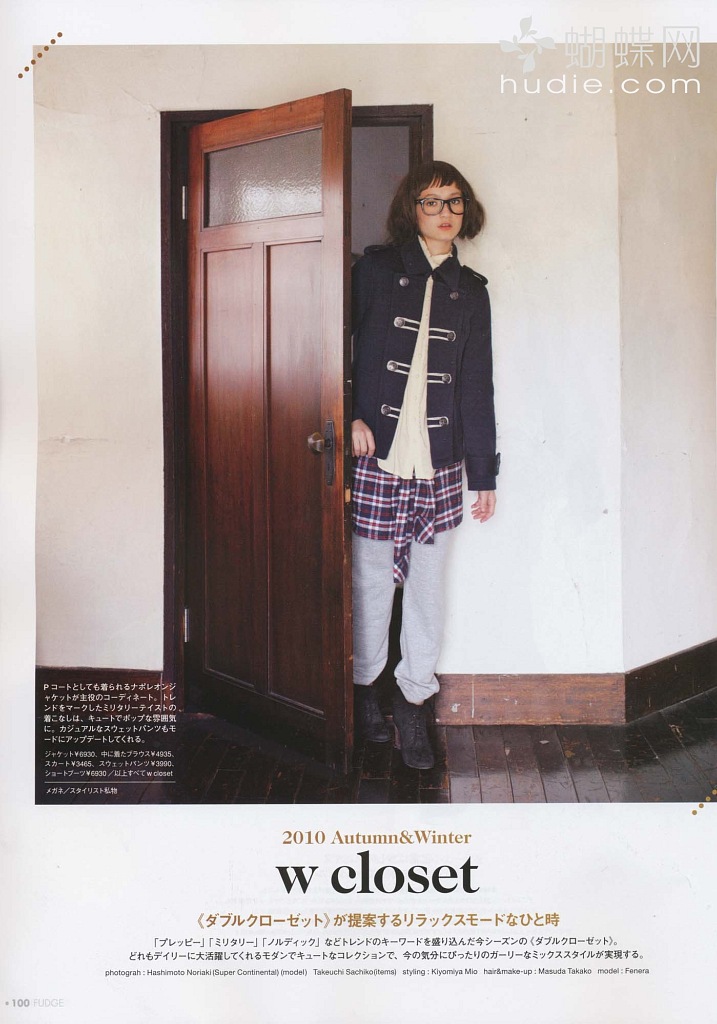 蝴蝶网
hudie.com
Pコートとしても着られるナポレオンジ
ャケットが主役のコーディネート。トレ
ンドをマークしたミリタリーテイストの
着こなしは、キュートでポップな雰囲気
に。カジュアルなスウェットパンツもモ
ードにアップデートしてくれる。
ジャケット¥6930、中に着たブラウス¥4935、
スカート¥3465、スウェットパンツ¥3990、
ショートブーツ¥6930／以上すべてw closet
メガネ／スタイリスト私物
2010 Autumn&Winter
w closet
《ダブルクローゼット》が提案するリラックスモードなひと時
「プレッピー」「ミリタリー」「ノルディック」などトレンドのキーワードを盛り込んだ今シーズンの《ダブルクローゼット》。
どれもデイリーに大活躍してくれるモダンでキュートなコレクションで、今の気分にぴったりのガーリーなミックススタイルが実現する。
photograh : Hashimoto Noriaki(Super Continental) (model) Takeuchi Sachiko(items) styling : Kiyomiya Mio hair&make-up : Masuda Takako model : Fenera
• 100 FUDGE